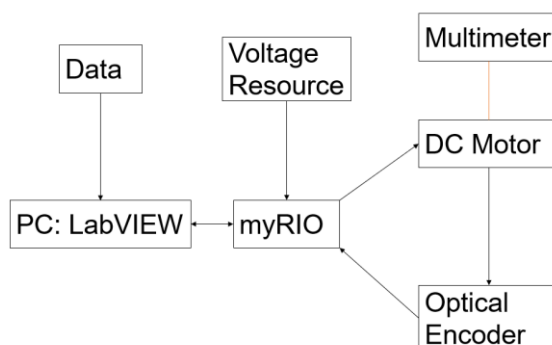 Multimeter
Data
Voltage
Resource
DC Motor
PC: LabVIEW
myRIO
Optical
Encoder